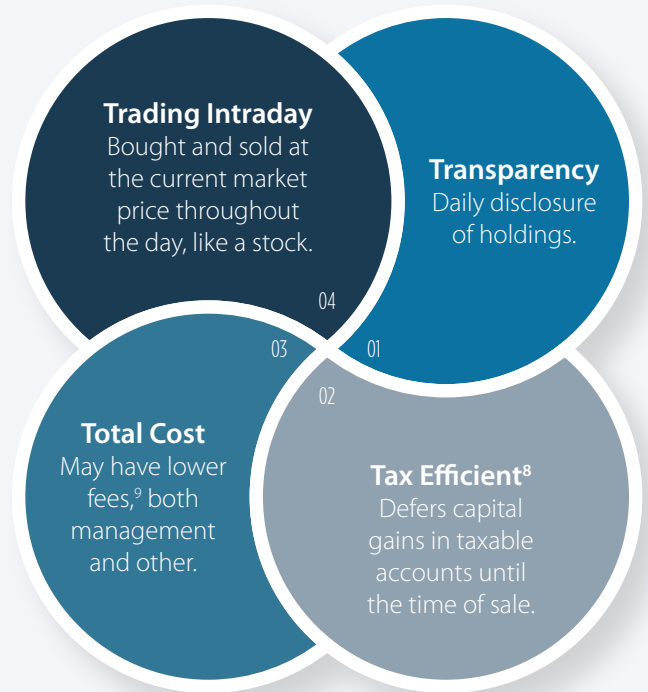 Trading Intraday
Bought and sold at
the current market
price throughout
the day, like a stock.
04
Transparency
Daily disclosure
of holdings.
01
03
Total Cost
May have lower
fees,⁹ both
management
and other.
02
Tax Efficient⁸
Defers capital
gains in taxable
accounts until
the time of sale.